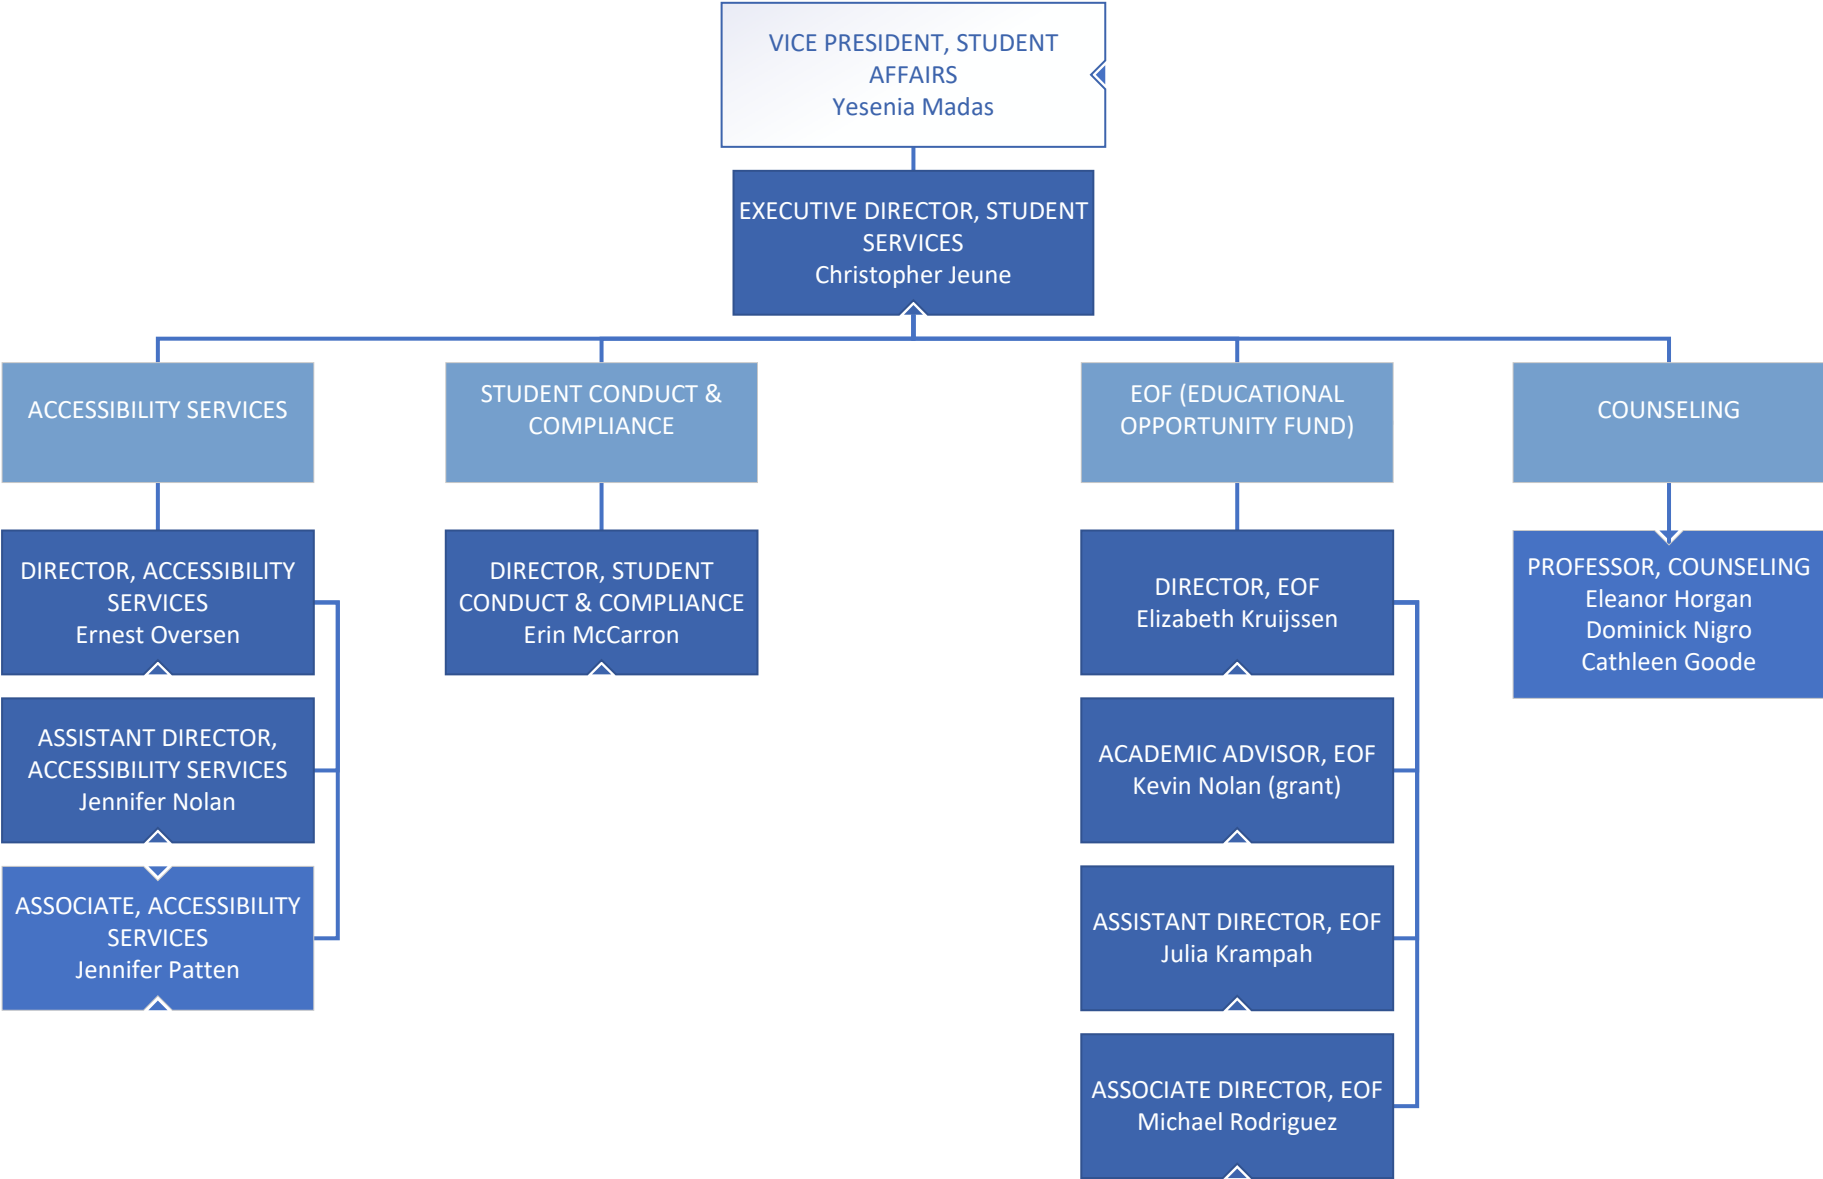 VICE PRESIDENT, STUDENT
AFFAIRS
Yesenia Madas
EXECUTIVE DIRECTOR, STUDENT
SERVICES
Christopher Jeune
ACCESSIBILITY SERVICES
STUDENT CONDUCT &
COMPLIANCE
EOF (EDUCATIONAL
OPPORTUNITY FUND)
COUNSELING
DIRECTOR, ACCESSIBILITY
SERVICES
Ernest Oversen
DIRECTOR, STUDENT
CONDUCT & COMPLIANCE
Erin McCarron
DIRECTOR, EOF
Elizabeth Kruijssen
PROFESSOR, COUNSELING
Eleanor Horgan
Dominick Nigro
Cathleen Goode
ASSISTANT DIRECTOR,
ACCESSIBILITY SERVICES
Jennifer Nolan
ACADEMIC ADVISOR, EOF
Kevin Nolan (grant)
ASSOCIATE, ACCESSIBILITY
SERVICES
Jennifer Patten
ASSISTANT DIRECTOR, EOF
Julia Krampah
ASSOCIATE DIRECTOR, EOF
Michael Rodriguez